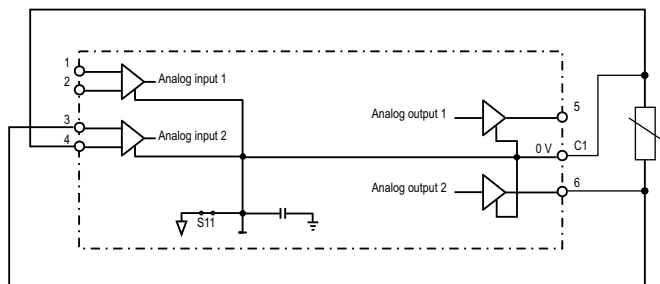 1
Analog input 1
2
3
Analog input 2
4
Analog output 1
5
0 V
C1
Analog output 2
6
S11